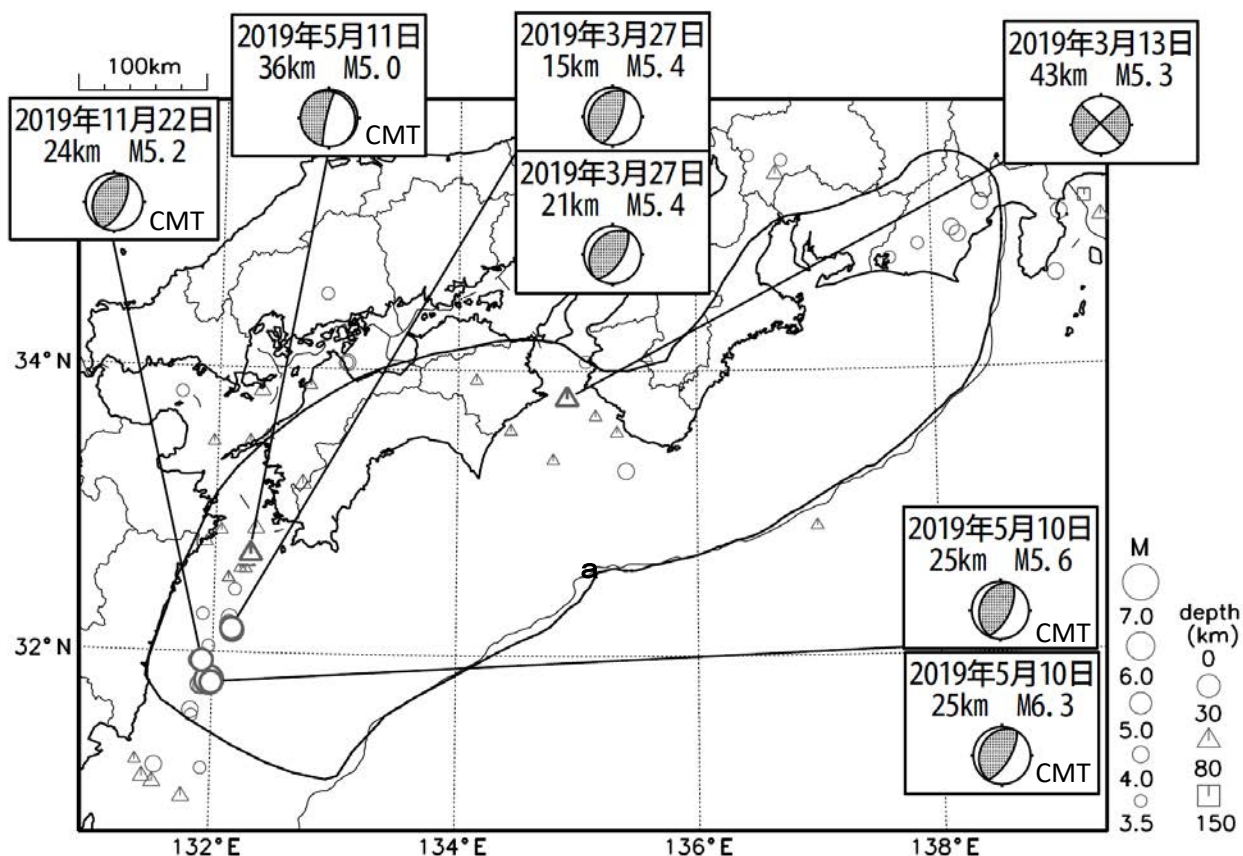 100km
2019年11月22日
24km M5.2
CMT
2019年5月11日
36km M5.0
CMT
2019年3月27日
15km M5.4
2019年3月27日
21km M5.4
2019年3月13日
43km M5.3
34°N
32°N
a
2019年5月10日
25km M5.6
CMT
2019年5月10日
25km M6.3
CMT
M
7.0
6.0
5.0
4.0
3.5
depth
(km)
0
30
80
150
132°E
134°E
136°E
138°E